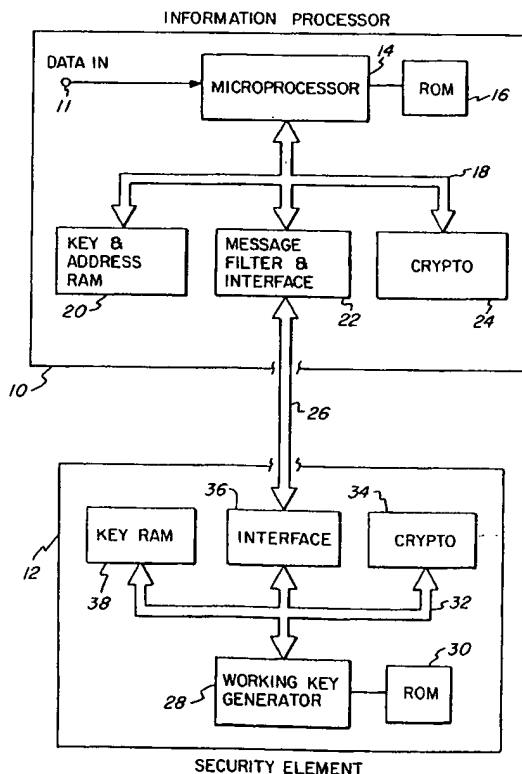 INFORMATION PROCESSOR
DATA IN
11
MICROPROCESSOR
14
ROM
16
18
KEY &
ADDRESS
RAM
20
MESSAGE
FILTER &
INTERFACE
22
CRYPTO
24
10
26
12
KEY RAM
38
36
INTERFACE
34
CRYPTO
32
28
WORKING KEY
GENERATOR
30
ROM
SECURITY ELEMENT